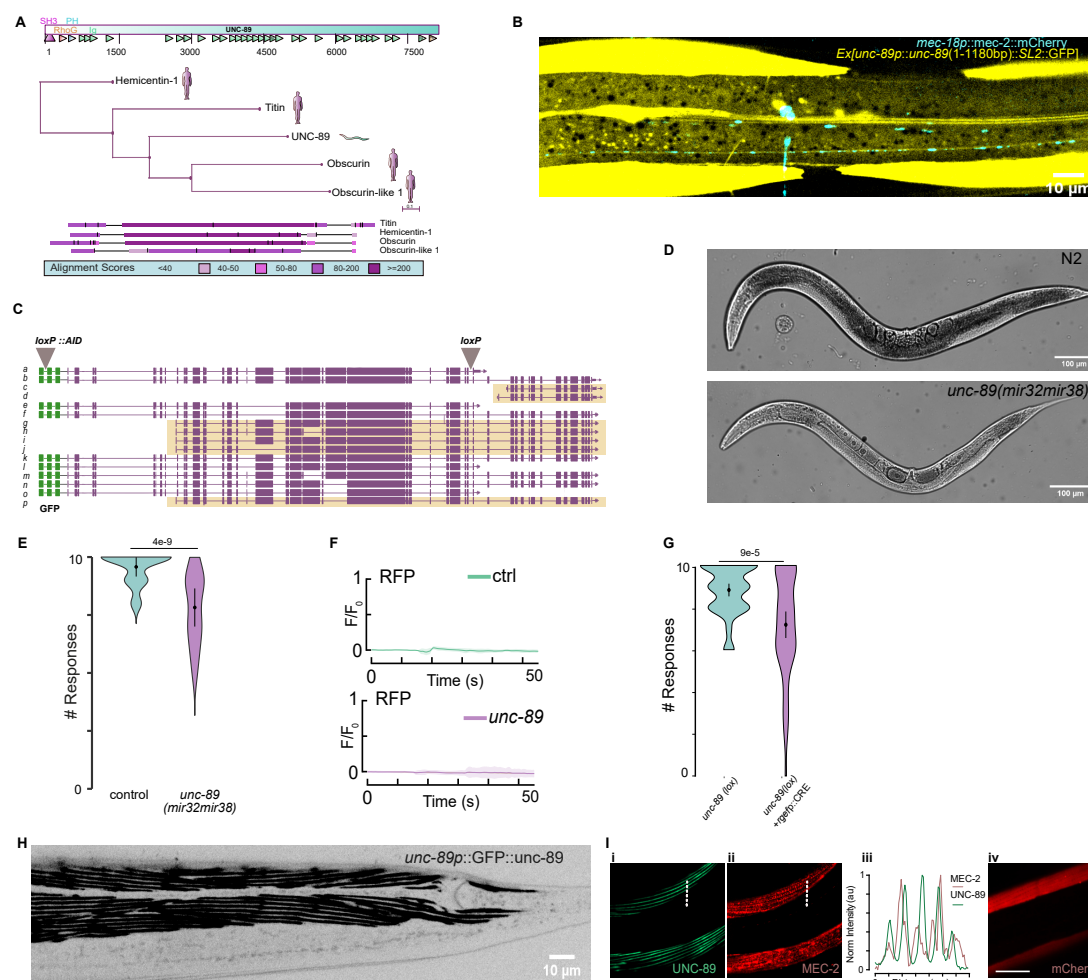 A
SH3 PH
RhoG Ig
UNC-89
1 1500 3000 4500 6000 7500
Hemicentin-1
Titin
UNC-89
Obscurin
Obscurin-like 1
0.1
Titin
Hemicentin-1
Obscurin
Obscurin-like 1
Alignment Scores <40 40-50 50-80 80-200 >=200
B
mec-18p::mec-2::mCherry
Ex[unc-89p::unc-89(1-1180bp)::SL2::GFP]
10 µm
C
loxP ::AID
loxP
a
b
c
d
e
f
g
h
i
j
k
l
m
n
o
p
GFP
D
N2
100 µm
unc-89(mir32mir38)
100 µm
E
4e-9
10
# Responses
0
control
unc-89
(mir32mir38)
F
RFP
ctrl
1
F/F0
0
0 50
Time (s)
RFP
unc-89
1
F/F0
0
0 50
Time (s)
G
9e-5
10
# Responses
0
unc-89 (lox)
unc-89(lox)
+rgefp::CRE
H
unc-89p::GFP::unc-89
10 µm
I
i
UNC-89
ii
MEC-2
iii
MEC-2
UNC-89
Norm Intensity (au)
1
0
iv
mCher